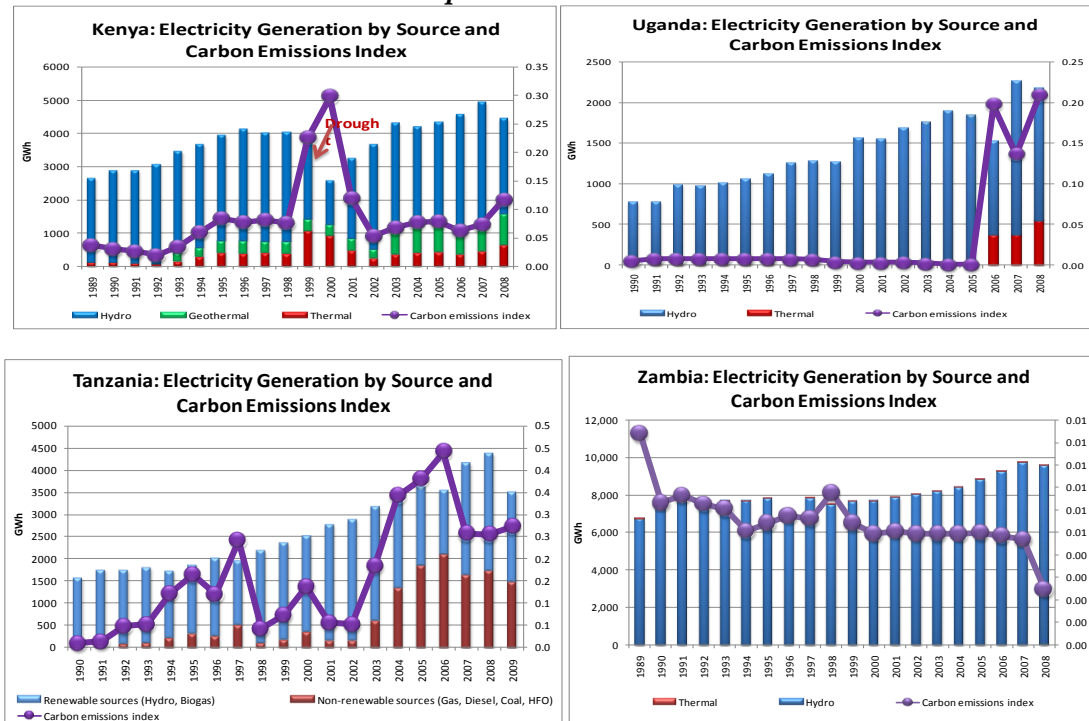 Kenya: Electricity Generation by Source and
Carbon Emissions Index
6000
5000
4000
3000
2000
1000
0
GWh
0.35
0.30
0.25
0.20
0.15
0.10
0.05
0.00
Drough
t
1989 1990 1991 1992 1993 1994 1995 1996 1997 1998 1999 2000 2001 2002 2003 2004 2005 2006 2007 2008
Hydro Geothermal Thermal Carbon emissions index
Uganda: Electricity Generation by Source and
Carbon Emissions Index
2500
2000
1500
1000
500
0
GWh
0.25
0.20
0.15
0.10
0.05
0.00
1990 1991 1992 1993 1994 1995 1996 1997 1998 1999 2000 2001 2002 2003 2004 2005 2006 2007 2008
Hydro Thermal Carbon emissions index
Tanzania: Electricity Generation by Source and
Carbon Emissions Index
5000
4500
4000
3500
3000
2500
2000
1500
1000
500
0
GWh
0.5
0.5
0.4
0.4
0.3
0.3
0.2
0.2
0.1
0.1
0.0
1990 1991 1992 1993 1994 1995 1996 1997 1998 1999 2000 2001 2002 2003 2004 2005 2006 2007 2008 2009
Renewable sources (Hydro, Biogas) Non-renewable sources (Gas, Diesel, Coal, HFO)
Carbon emissions index
Zambia: Electricity Generation by Source and
Carbon Emissions Index
12,000
10,000
8,000
6,000
4,000
2,000
0
GWh
0.01
0.01
0.01
0.01
0.01
0.01
0.00
0.00
0.00
0.00
0.00
1989 1990 1991 1992 1993 1994 1995 1996 1997 1998 1999 2000 2001 2002 2003 2004 2005 2006 2007 2008
Thermal Hydro Carbon emissions index